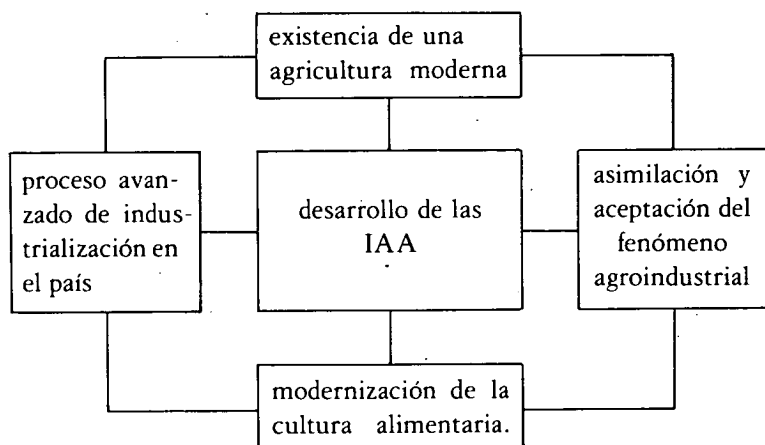 existencia de una
agricultura moderna
proceso avan-
zado de indus-
trialización en
el país
desarrollo de las
IAA
asimilación y
aceptación del
fenómeno
agroindustrial
modernización de la
cultura alimentaria.